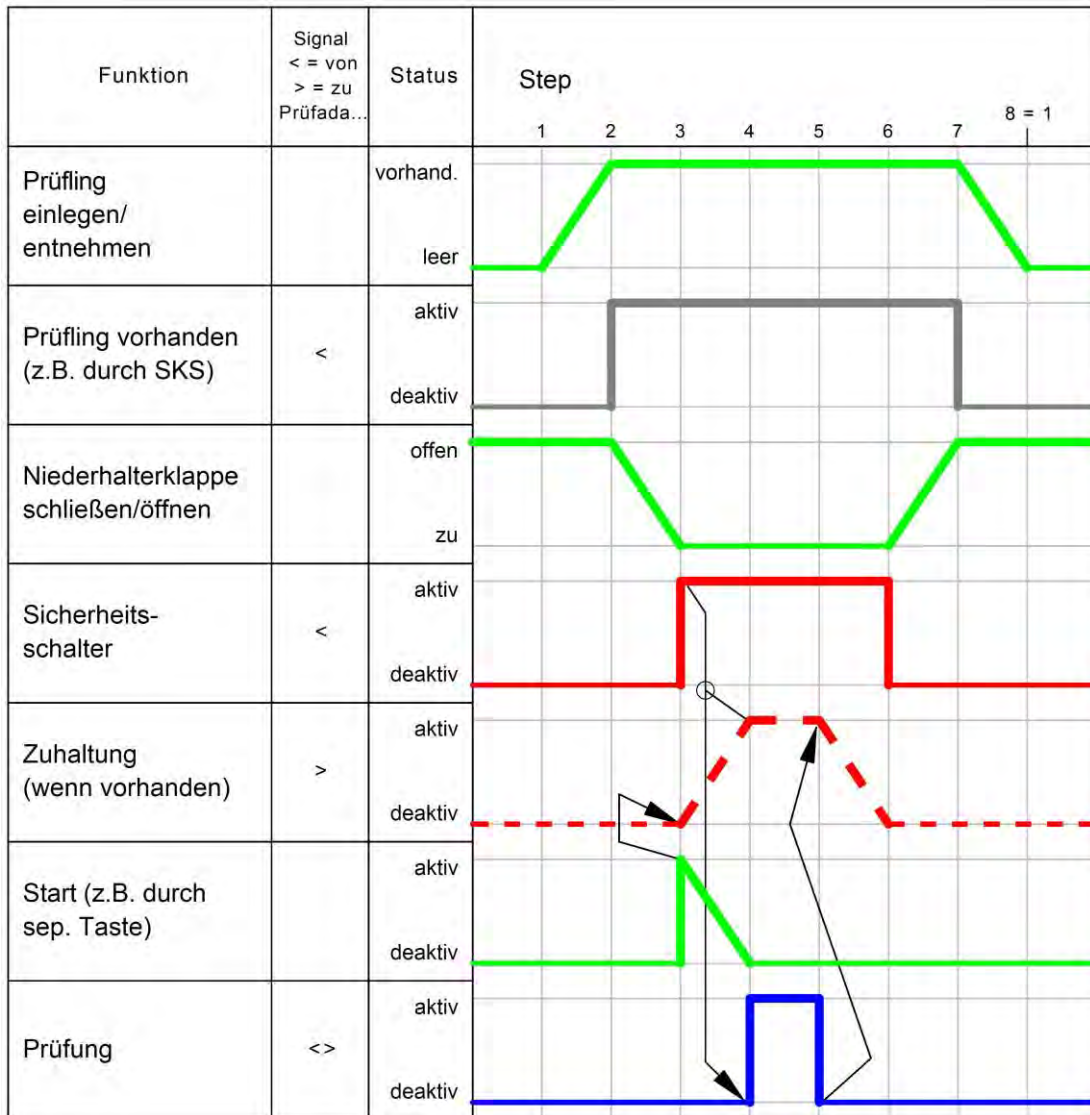 Funktion
Signal
< = von
> = zu
Prüfada...
Status
Step
1 2 3 4 5 6 7 8 = 1
Prüfling
einlegen/
entnehmen
vorhand.
leer
Prüfling vorhanden
(z.B. durch SKS)
<
aktiv
deaktiv
Niederhalterklappe
schließen/öffnen
offen
zu
Sicherheits-
schalter
<
aktiv
deaktiv
Zuhaltung
(wenn vorhanden)
>
aktiv
deaktiv
Start (z.B. durch
sep. Taste)
aktiv
deaktiv
Prüfung
<>
aktiv
deaktiv